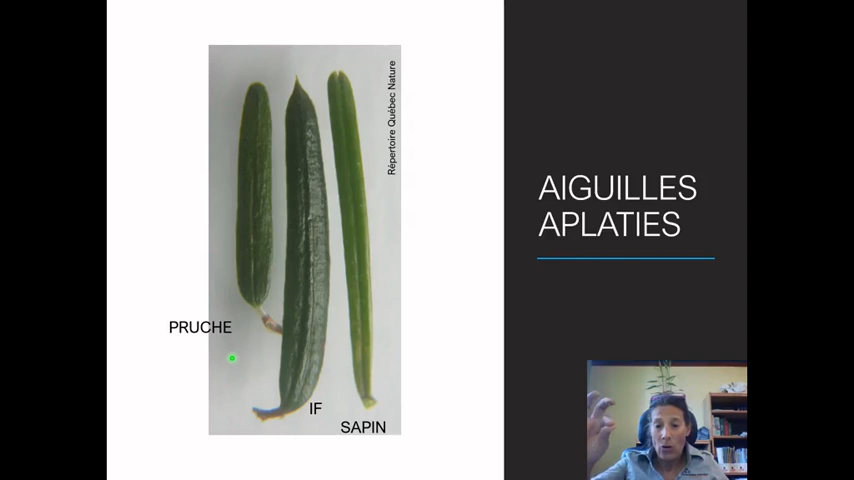 Répertoire Québec Nature
PRUCHE
IF
SAPIN
AIGUILLES
APLATIES